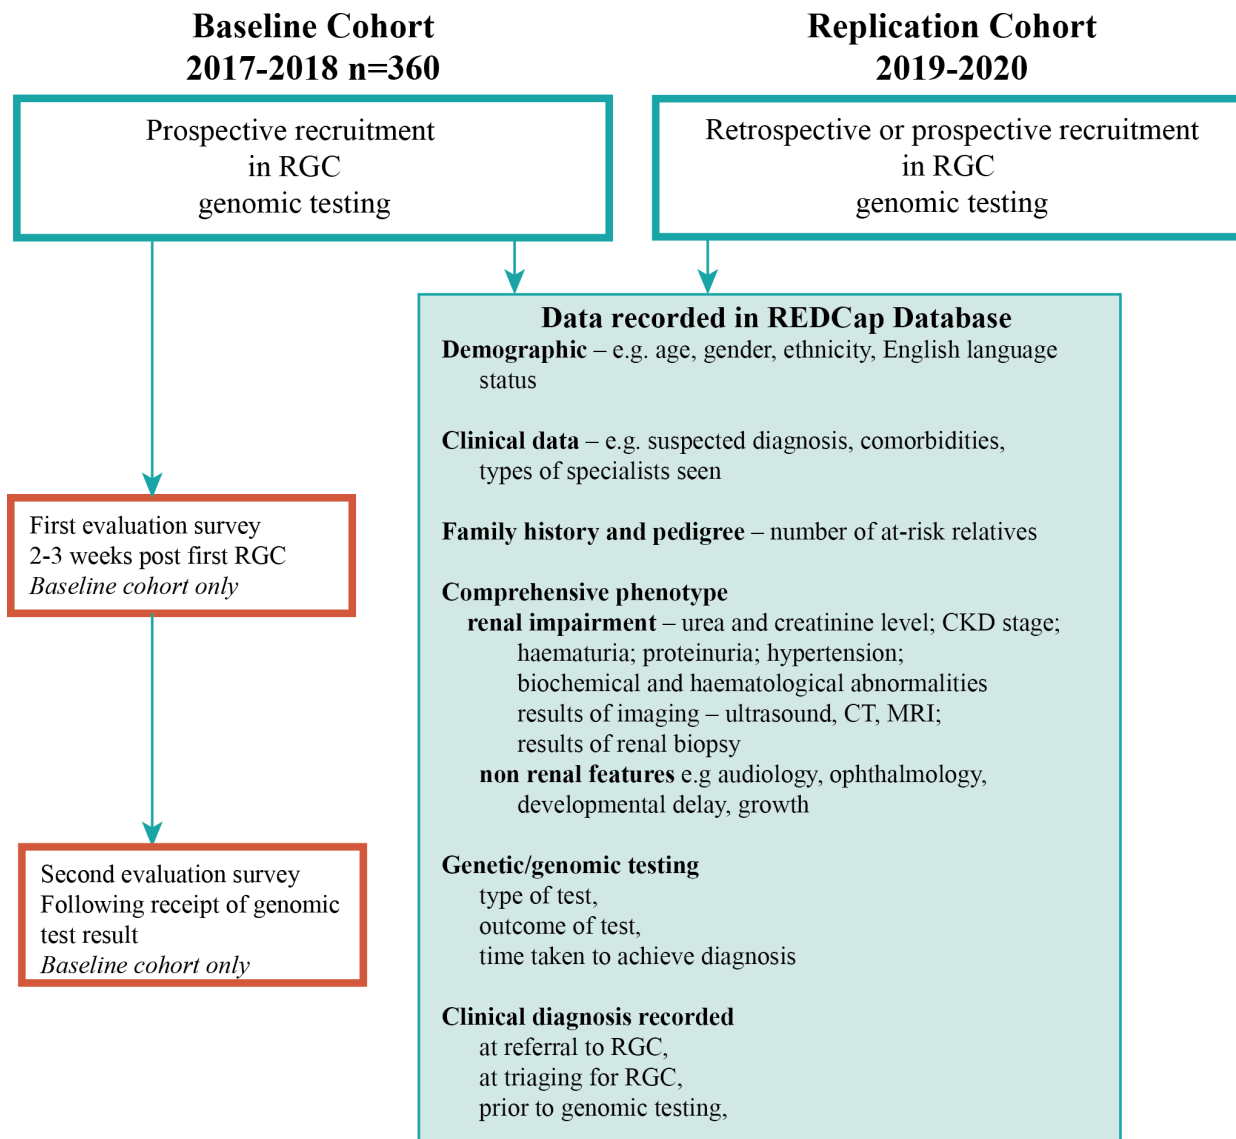 Baseline Cohort
2017-2018 n=360
Replication Cohort
2019-2020
Prospective recruitment
in RGC
genomic testing
Retrospective or prospective recruitment
in RGC
genomic testing
First evaluation survey
2-3 weeks post first RGC
Baseline cohort only
Second evaluation survey
Following receipt of genomic
test result
Baseline cohort only
Data recorded in REDCap Database
Demographic – e.g. age, gender, ethnicity, English language
status
Clinical data – e.g. suspected diagnosis, comorbidities,
types of specialists seen
Family history and pedigree – number of at-risk relatives
Comprehensive phenotype
renal impairment – urea and creatinine level; CKD stage;
haematuria; proteinuria; hypertension;
biochemical and haematological abnormalities
results of imaging – ultrasound, CT, MRI;
results of renal biopsy
non renal features e.g audiology, ophthalmology,
developmental delay, growth
Genetic/genomic testing
type of test,
outcome of test,
time taken to achieve diagnosis
Clinical diagnosis recorded
at referral to RGC,
at triaging for RGC,
prior to genomic testing,